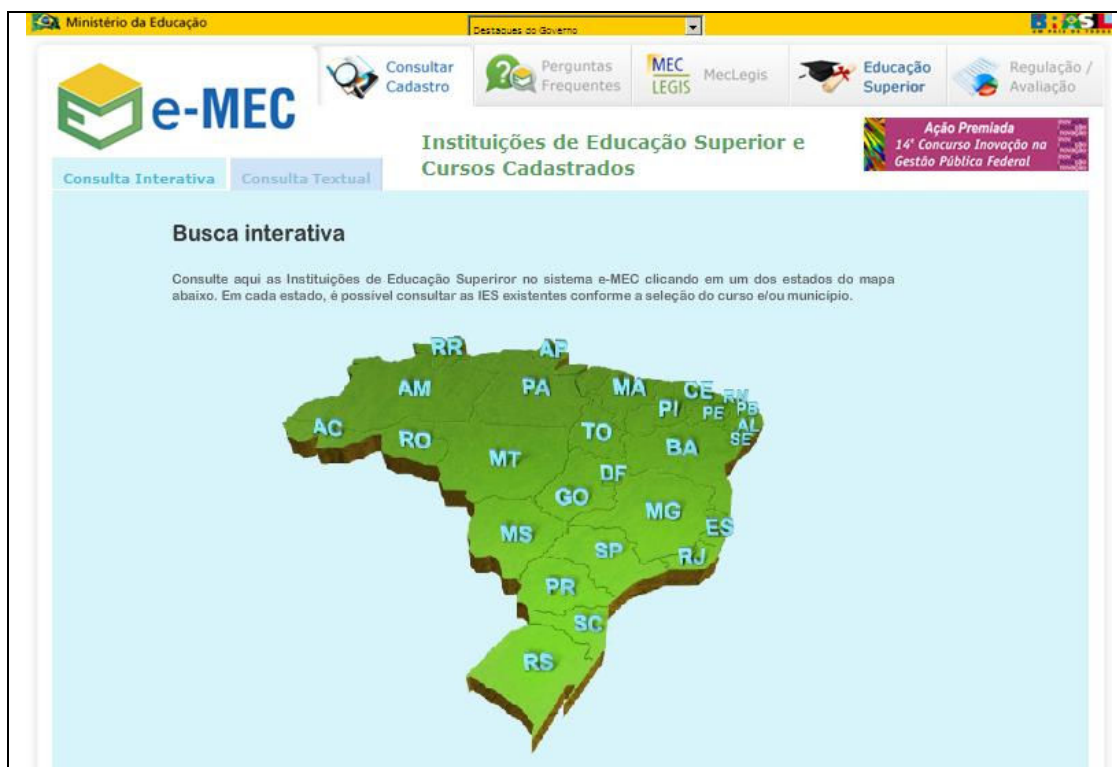 Ministério da Educação
Destaques do Governo
BRASIL
UM PAÍS DE TODOS
e-MEC
Consultar
Cadastro
Perguntas
Frequentes
MEC
LEGIS
MecLegis
Educação
Superior
Regulação /
Avaliação
Instituições de Educação Superior e
Cursos Cadastrados
Ação Premiada
14º Concurso Inovação na
Gestão Pública Federal
Consulta Interativa
Consulta Textual
Busca interativa
Consulte aqui as Instituições de Educação Superiror no sistema e-MEC clicando em um dos estados do mapa
abaixo. Em cada estado, é possível consultar as IES existentes conforme a seleção do curso e/ou município.
RR
AP
AM
PA
MA
CE
RN
PI
PE
PB
AC
RO
TO
AL
SE
MT
BA
DF
GO
MG
MS
ES
SP
RJ
PR
SC
RS